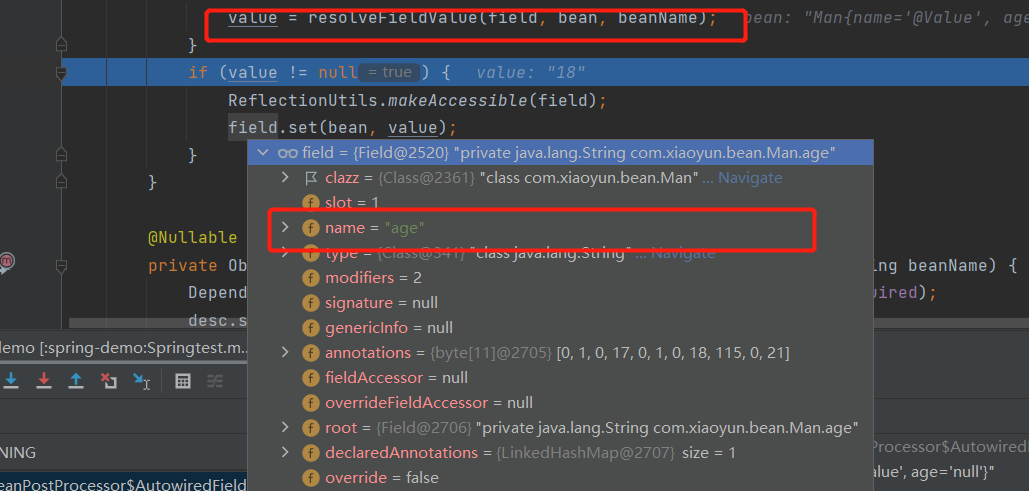 value = resolveFieldValue(field, bean, beanName); bean: "Man{name='@Value', age
}
if (value != null = true ) { value: "18"
ReflectionUtils.makeAccessible(field);
field.set(bean, value);
field = {Field@2520} "private java.lang.String com.xiaoyun.bean.Man.age"
}
clazz = {Class@2361} "class com.xiaoyun.bean.Man" ... Navigate
}
slot = 1
@Nullable
name = "age"
private Ob
type = {Class@341} "class java.lang.String" ... Navigate
ing beanName) {
modifiers = 2
Depend
uired);
signature = null
desc.s
genericInfo = null
demo [:spring-demo:Springtest.m...
annotations = {byte[11]@2705} [0, 1, 0, 17, 0, 1, 0, 18, 115, 0, 21]
fieldAccessor = null
overrideFieldAccessor = null
root = {Field@2706} "private java.lang.String com.xiaoyun.bean.Man.age"
Processor$AutowiredField
NING
declaredAnnotations = {LinkedHashMap@2707} size = 1
alue', age='null'}"
eanPostProcessor$AutowiredField
override = false